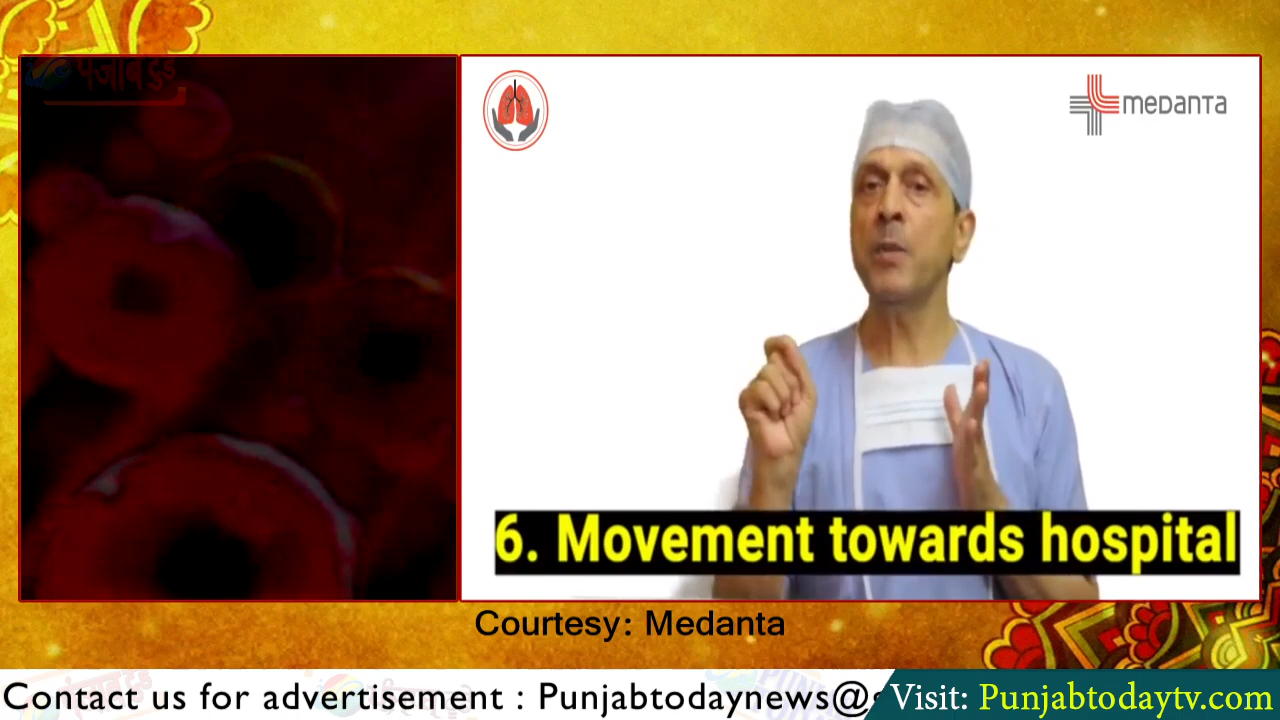 पंजाब टुडे
medanta
6. Movement towards hospital
Courtesy: Medanta
Contact us for advertisement : Punjabtodaynews@
Visit: Punjabtodaytv.com